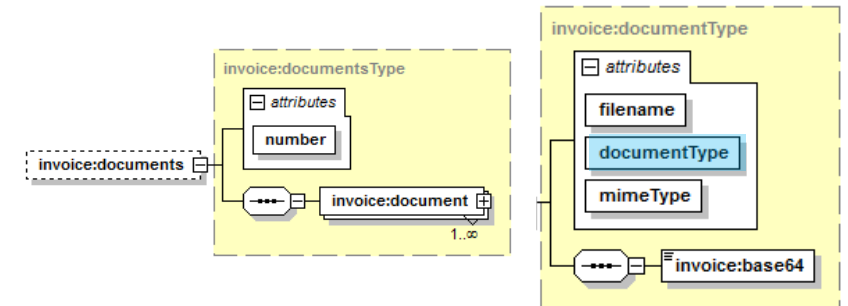 invoice:documents
invoice:documentsType
attributes
number
invoice:document
1..∞
invoice:documentType
attributes
filename
documentType
mimeType
invoice:base64